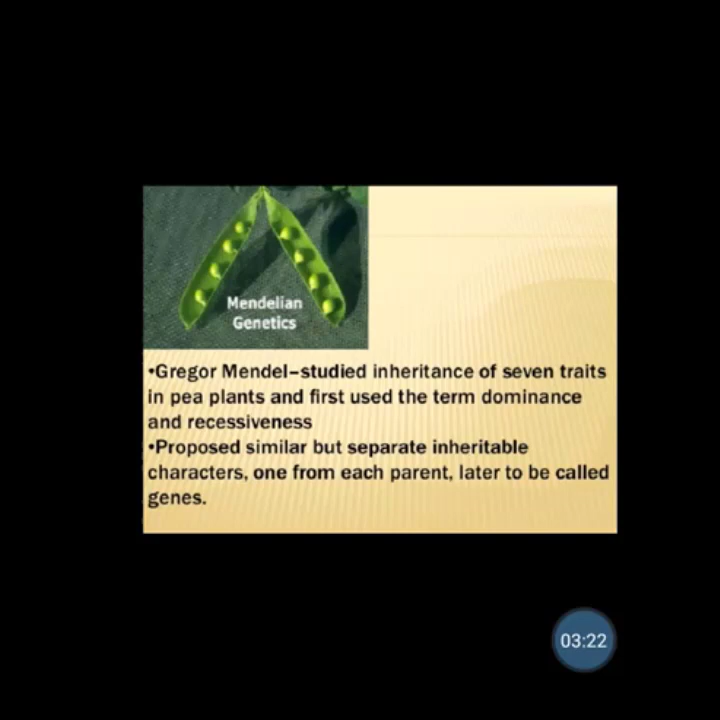 Mendelian
Genetics
•Gregor Mendel–studied inheritance of seven traits
in pea plants and first used the term dominance
and recessiveness
•Proposed similar but separate inheritable
characters, one from each parent, later to be called
genes.
03:22